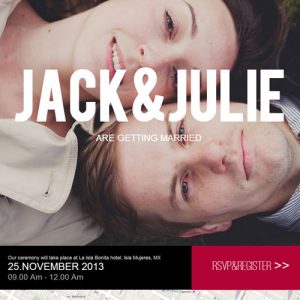 JACK&JULIE
ARE GETTING MARRIED
Our ceremony will take place at La Isla Bonita hotel, Isla Mujeres, MX
25.NOVEMBER 2013
09.00 Am - 12.00 Am
RSVP&REGISTER >>